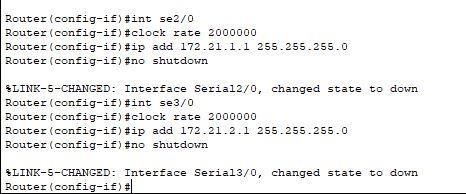 Router(config-if)#int se2/0
Router(config-if)#clock rate 2000000
Router(config-if)#ip add 172.21.1.1 255.255.255.0
Router(config-if)#no shutdown
%LINK-5-CHANGED: Interface Serial2/0, changed state to down
Router(config-if)#int se3/0
Router(config-if)#clock rate 2000000
Router(config-if)#ip add 172.21.2.1 255.255.255.0
Router(config-if)#no shutdown
%LINK-5-CHANGED: Interface Serial3/0, changed state to down
Router(config-if)#